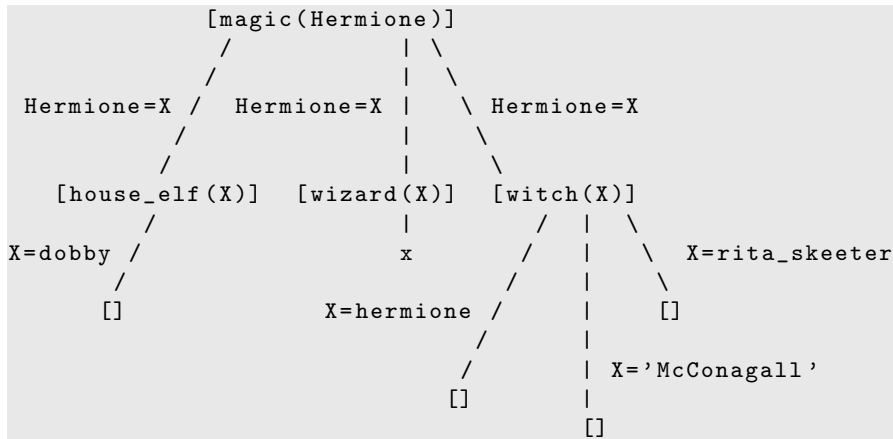 [magic(Hermione)]
/ | \
/ | \
Hermione=X / Hermione=X | \ Hermione=X
/ | \
/ | \
[house_elf(X)] [wizard(X)] [witch(X)]
/ | / | \
X=dobby / x / | \ X=rita_skeeter
/ / | \
[] X=hermione / | []
/ |
/ | X='McConagall'
[] |
[]